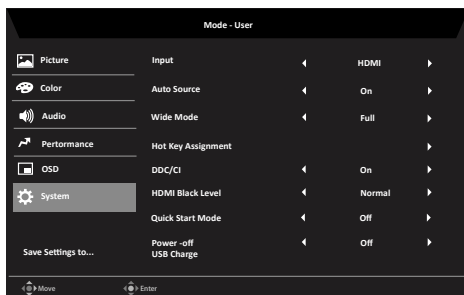 Mode - User
Picture
Input HDMI
Color
Auto Source On
Audio
Wide Mode Full
Pertormance
Hot Key Assignment
OSD
DDC/CI On
System
HDMI Black Level Normal
Quick Start Mode Off
Save Settings to...
Power -off Off
USB Charge
Move Enter